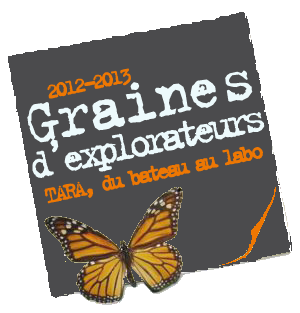 2012-2013
Graines
d'explorateurs
TARA, du bateau au labo